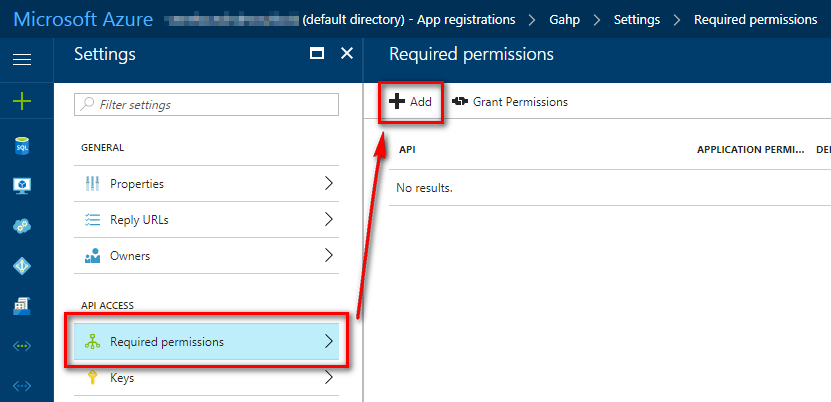 Microsoft Azure (default directory) - App registrations > Gahp > Settings > Required permissions
Settings
Required permissions
Filter settings
Add
Grant Permissions
GENERAL
API
APPLICATION PERMI...
DEL
Properties
No results.
Reply URLs
Owners
API ACCESS
Required permissions
Keys
SQL